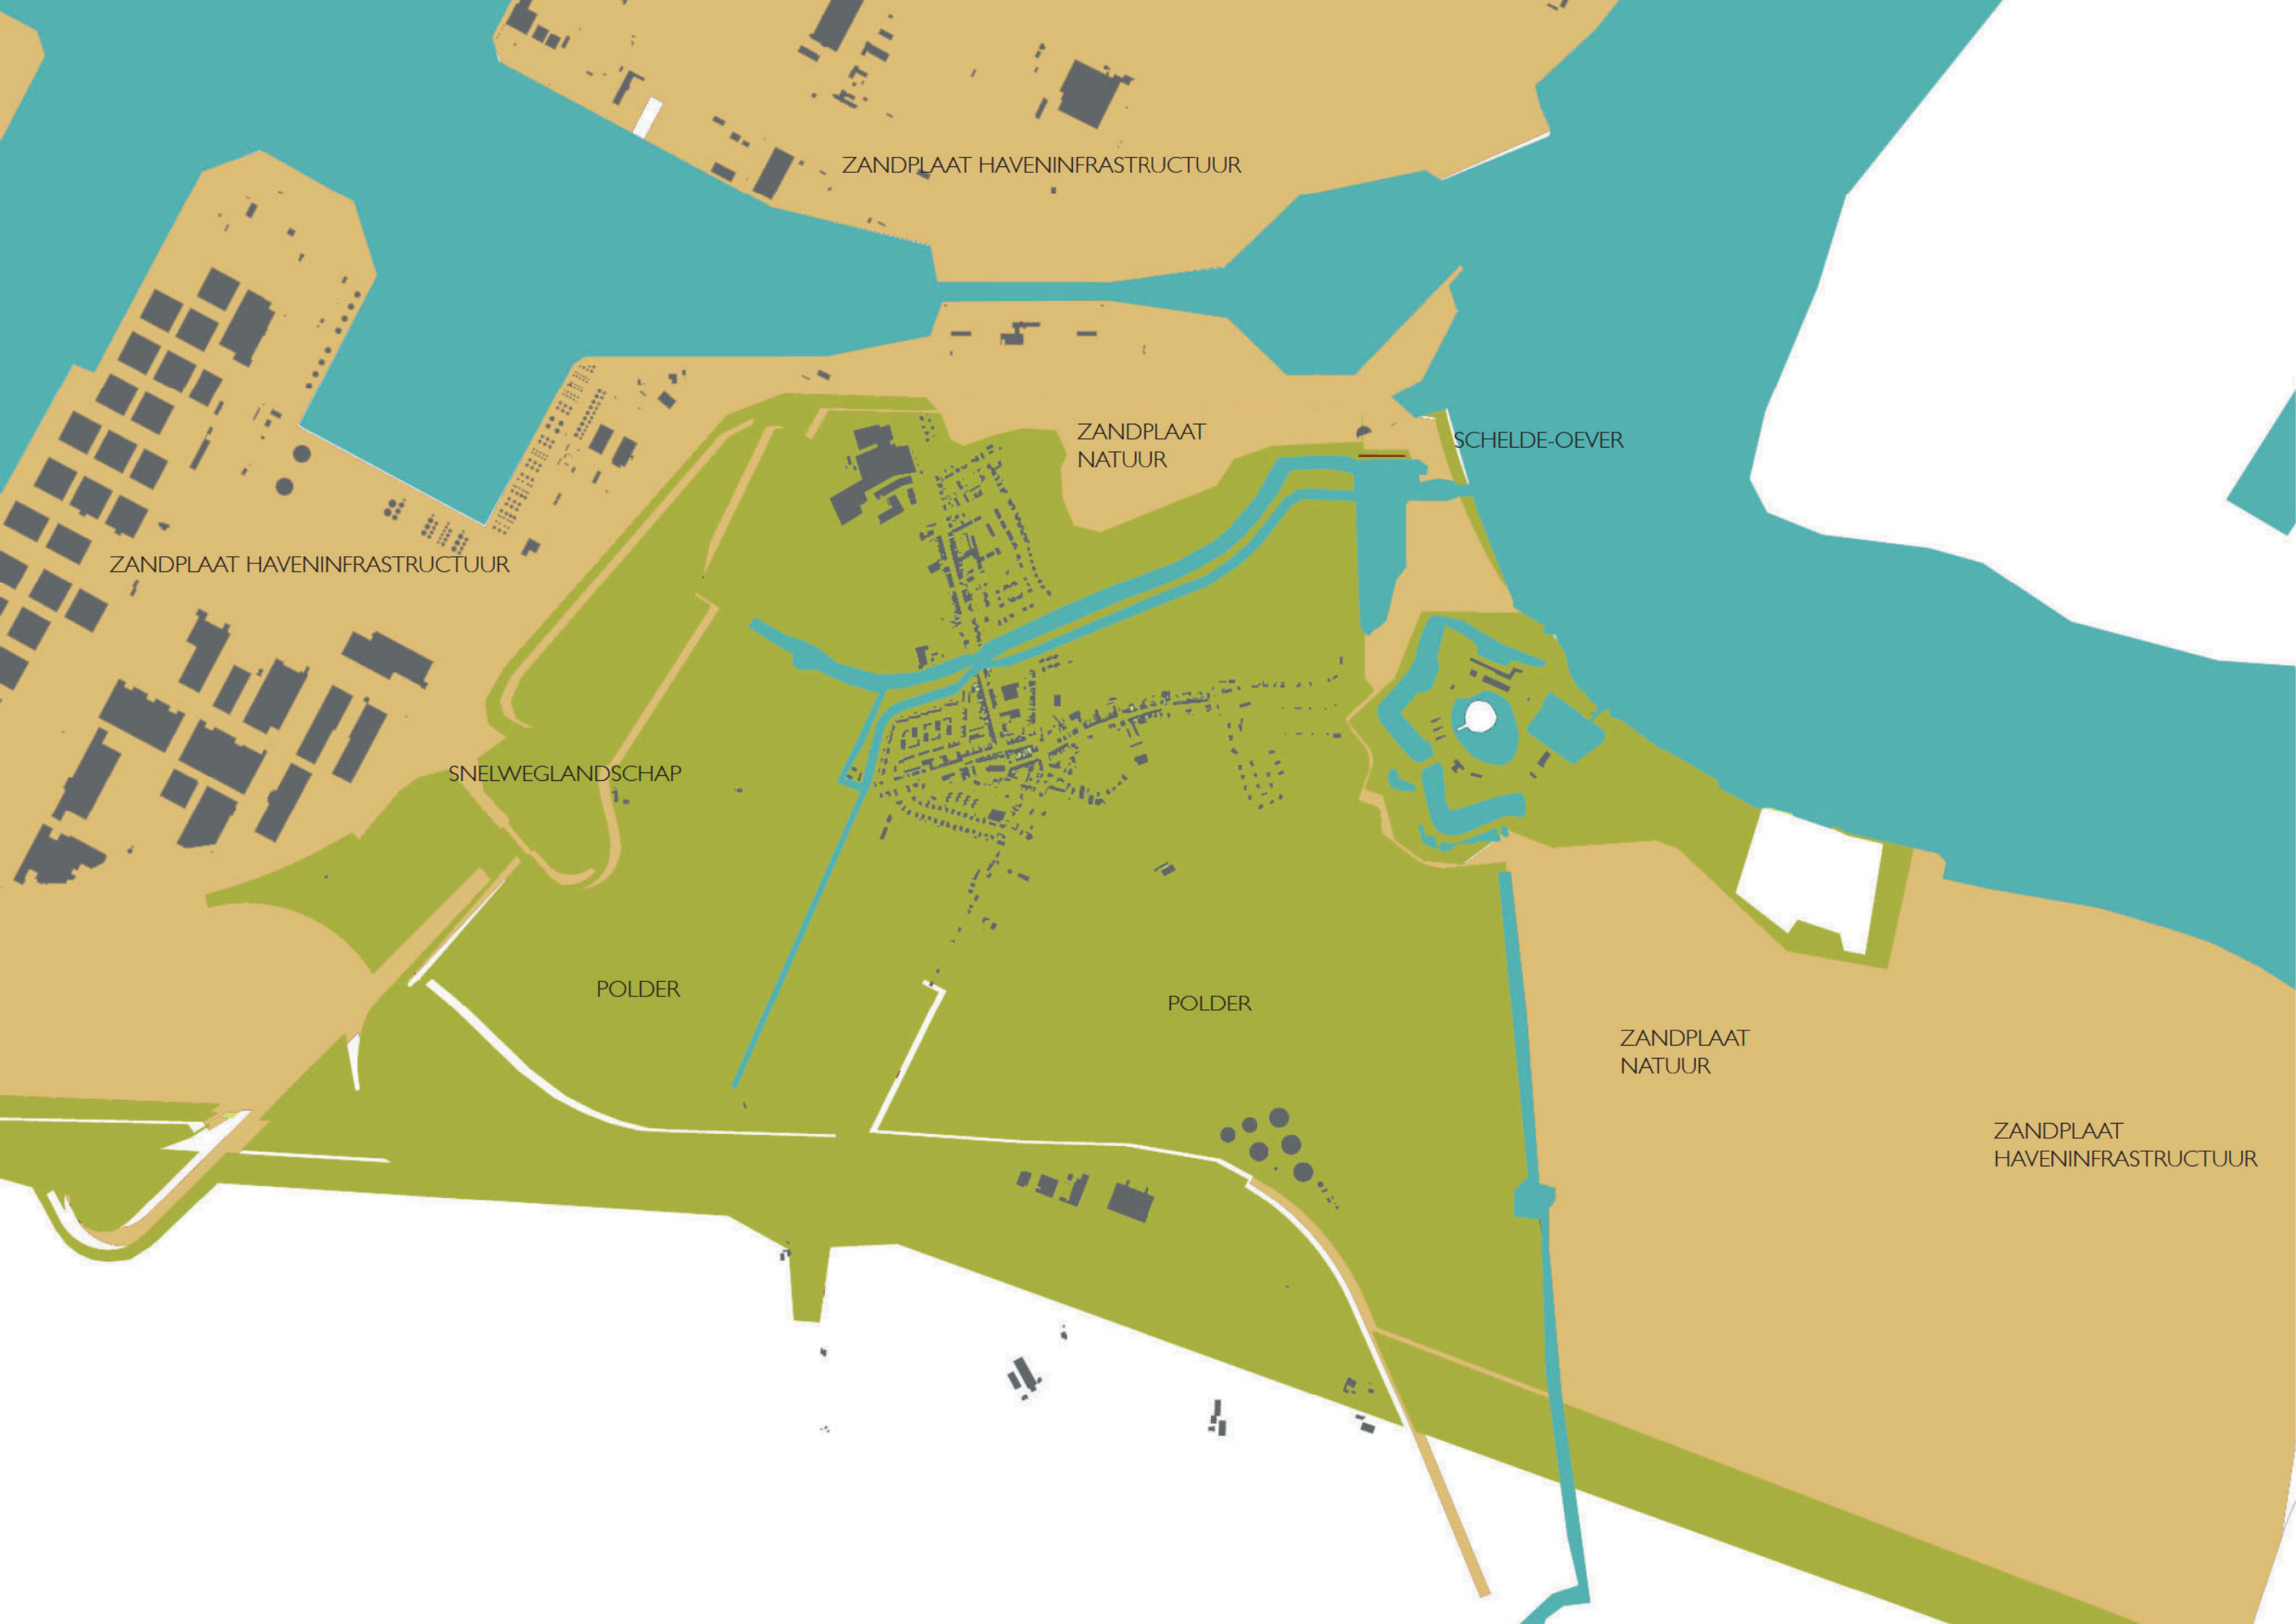 ZANDPLAAT HAVENINFRASTRUCTUUR
ZANDPLAAT
NATUUR
SCHELDE-OEVER
ZANDPLAAT HAVENINFRASTRUCTUUR
SNELWEGLANDSCHAP
POLDER
POLDER
ZANDPLAAT
NATUUR
ZANDPLAAT
HAVENINFRASTRUCTUUR